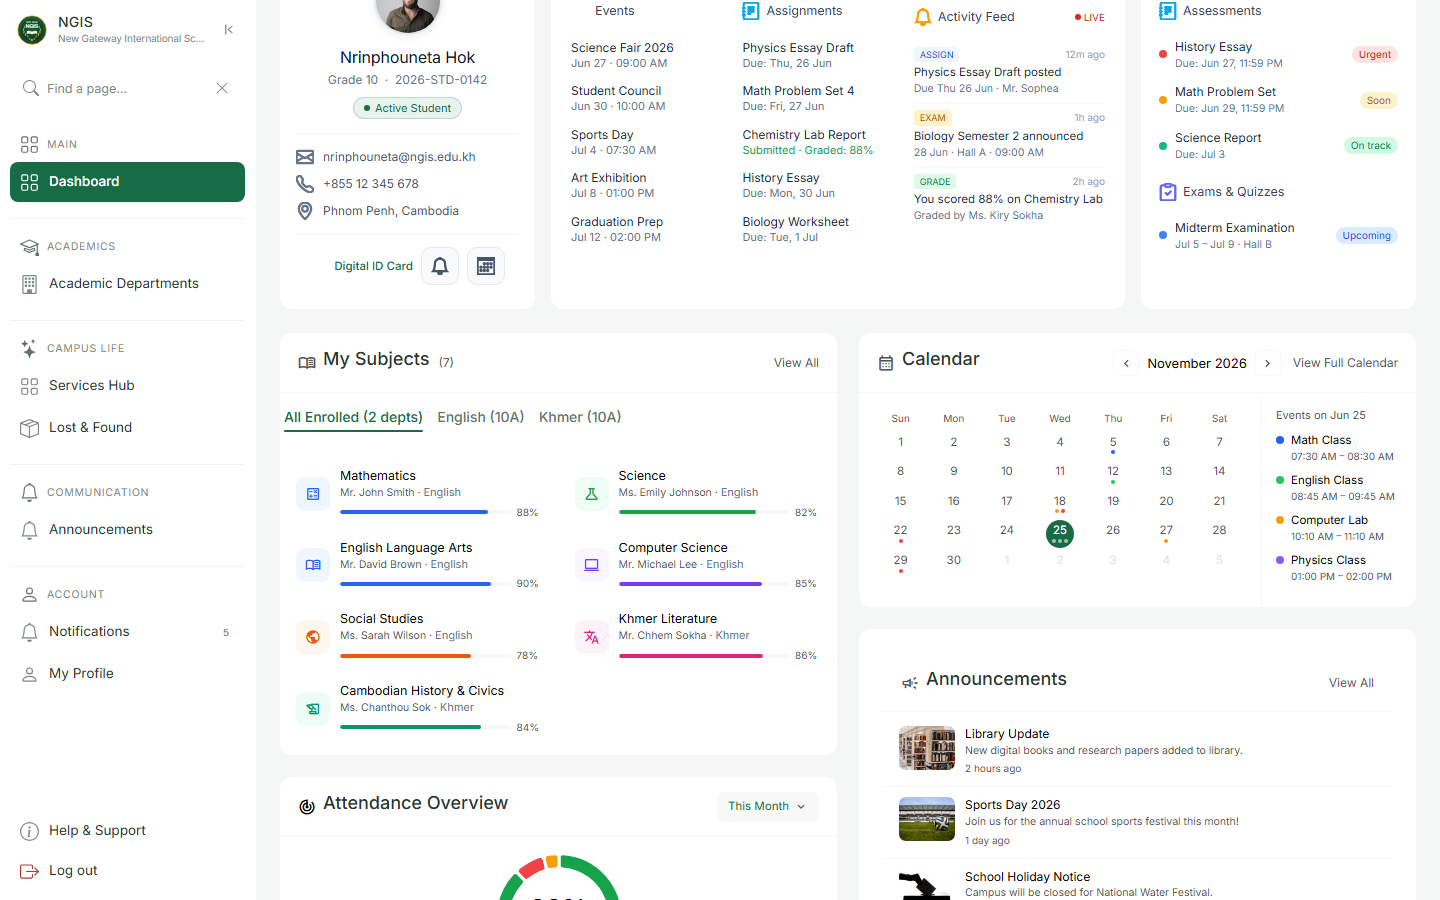 NGIS
New Gateway International Sc...
Find a page...
MAIN
Dashboard
ACADEMICS
Academic Departments
CAMPUS LIFE
Services Hub
Lost & Found
COMMUNICATION
Announcements
ACCOUNT
Notifications 5
My Profile
Help & Support
Log out
Nrinphouneta Hok
Grade 10 · 2026-STD-0142
Active Student
nrinphouneta@ngis.edu.kh
+855 12 345 678
Phnom Penh, Cambodia
Digital ID Card
Events
Science Fair 2026
Jun 27 · 09:00 AM
Student Council
Jun 30 · 10:00 AM
Sports Day
Jul 4 · 07:30 AM
Art Exhibition
Jul 8 · 01:00 PM
Graduation Prep
Jul 12 · 02:00 PM
Assignments
Physics Essay Draft
Due: Thu, 26 Jun
Math Problem Set 4
Due: Fri, 27 Jun
Chemistry Lab Report
Submitted · Graded: 88%
History Essay
Due: Mon, 30 Jun
Biology Worksheet
Due: Tue, 1 Jul
Activity Feed LIVE
ASSIGN 12m ago
Physics Essay Draft posted
Due Thu 26 Jun · Mr. Sophea
EXAM 1h ago
Biology Semester 2 announced
28 Jun · Hall A · 09:00 AM
GRADE 2h ago
You scored 88% on Chemistry Lab
Graded by Ms. Kiry Sokha
Assessments
History Essay Urgent
Due: Jun 27, 11:59 PM
Math Problem Set Soon
Due: Jun 29, 11:59 PM
Science Report On track
Due: Jul 3
Exams & Quizzes
Midterm Examination Upcoming
Jul 5 – Jul 9 · Hall B
My Subjects (7) View All
All Enrolled (2 depts) English (10A) Khmer (10A)
Mathematics
Mr. John Smith · English
88%
Science
Ms. Emily Johnson · English
82%
English Language Arts
Mr. David Brown · English
90%
Computer Science
Mr. Michael Lee · English
85%
Social Studies
Ms. Sarah Wilson · English
78%
Khmer Literature
Mr. Chhem Sokha · Khmer
86%
Cambodian History & Civics
Ms. Chanthou Sok · Khmer
84%
Attendance Overview This Month
Calendar November 2026 View Full Calendar
Sun Mon Tue Wed Thu Fri Sat
1 2 3 4 5 6 7
8 9 10 11 12 13 14
15 16 17 18 19 20 21
22 23 24 25 26 27 28
29 30 1 2 3 4 5
Events on Jun 25
Math Class
07:30 AM – 08:30 AM
English Class
08:45 AM – 09:45 AM
Computer Lab
10:10 AM – 11:10 AM
Physics Class
01:00 PM – 02:00 PM
Announcements View All
Library Update
New digital books and research papers added to library.
2 hours ago
Sports Day 2026
Join us for the annual school sports festival this month!
1 day ago
School Holiday Notice
Campus will be closed for National Water Festival.